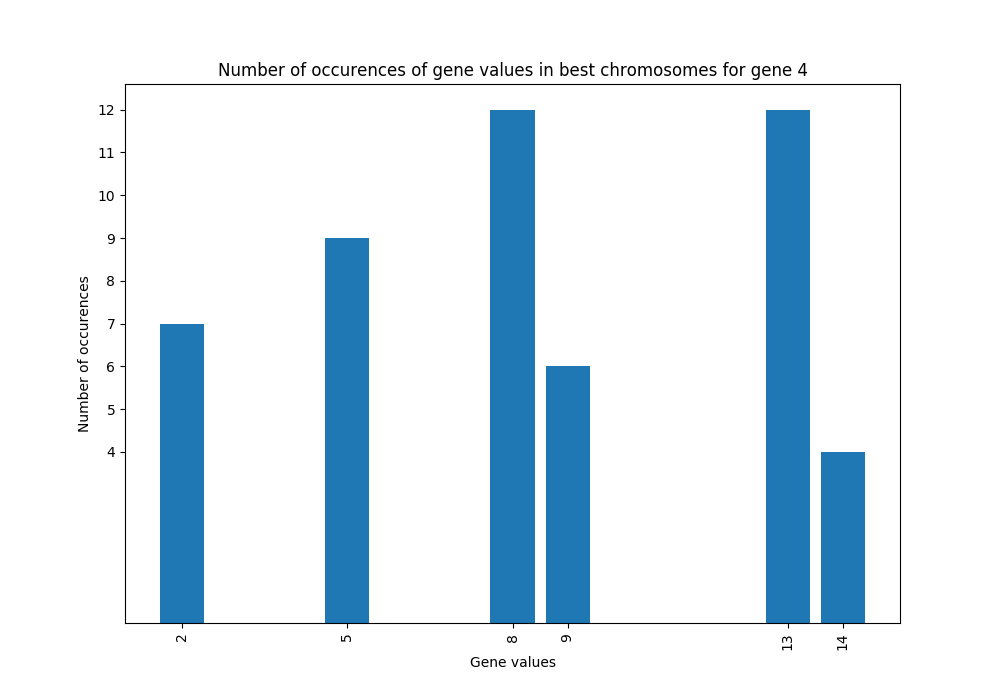 Number of occurences of gene values in best chromosomes for gene 4
12
11
10
9
8
7
6
5
4
Number of occurences
2 5 8 9 13 14
Gene values